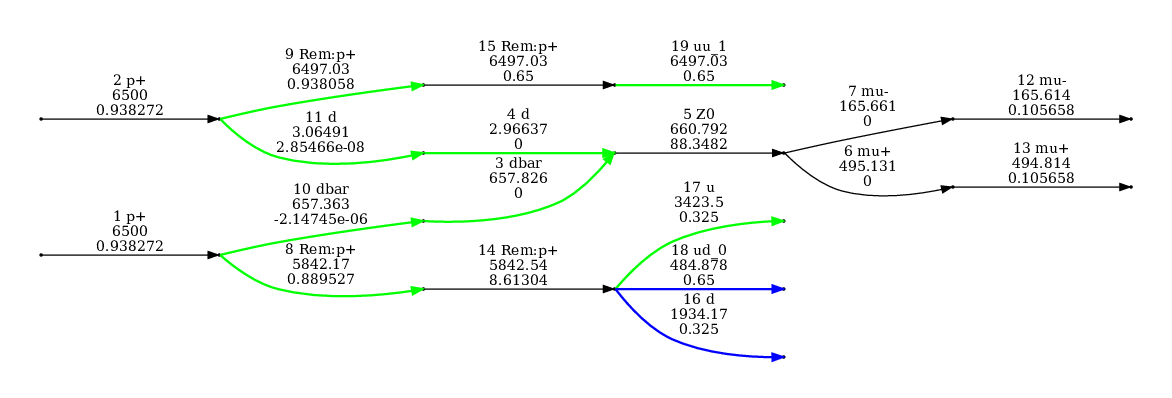 2 p+
6500
0.938272
9 Rem:p+
6497.03
0.938058
11 d
3.06491
2.85466e-08
15 Rem:p+
6497.03
0.65
4 d
2.96637
0
3 dbar
657.826
0
19 uu_1
6497.03
0.65
5 Z0
660.792
88.3482
7 mu-
165.661
0
6 mu+
495.131
0
12 mu-
165.614
0.105658
13 mu+
494.814
0.105658
1 p+
6500
0.938272
10 dbar
657.363
-2.14745e-06
8 Rem:p+
5842.17
0.889527
14 Rem:p+
5842.54
8.61304
17 u
3423.5
0.325
18 ud_0
484.878
0.65
16 d
1934.17
0.325